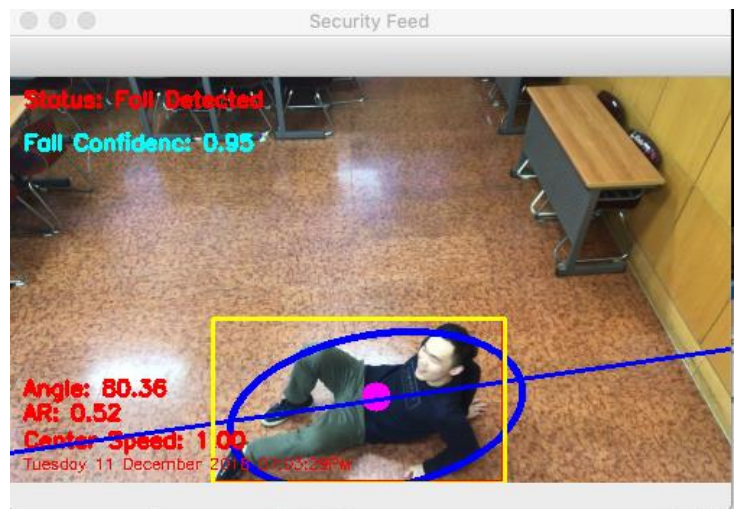 Security Feed
Status: Fall Detected
Fall Confidenc: 0.95
Angle: 80.36
AR: 0.52
Center Speed: 1.00
Tuesday 11 December